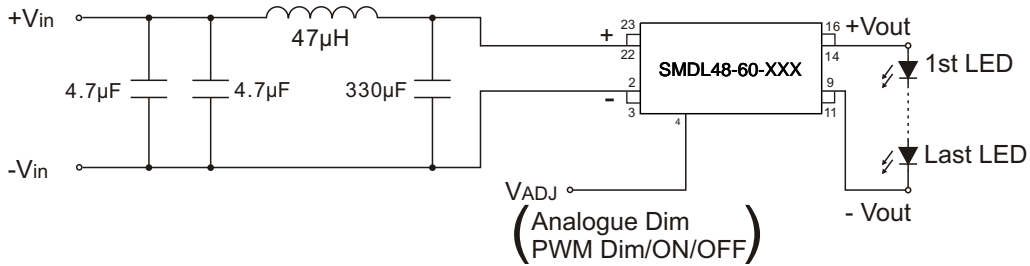 +Vin
47µH
4.7µF
4.7µF
330µF
-Vin
+
-
23
22
2
3
4
SMDL48-60-XXX
16
14
9
11
+Vout
1st LED
Last LED
- Vout
VADJ
(Analogue Dim
PWM Dim/ON/OFF)